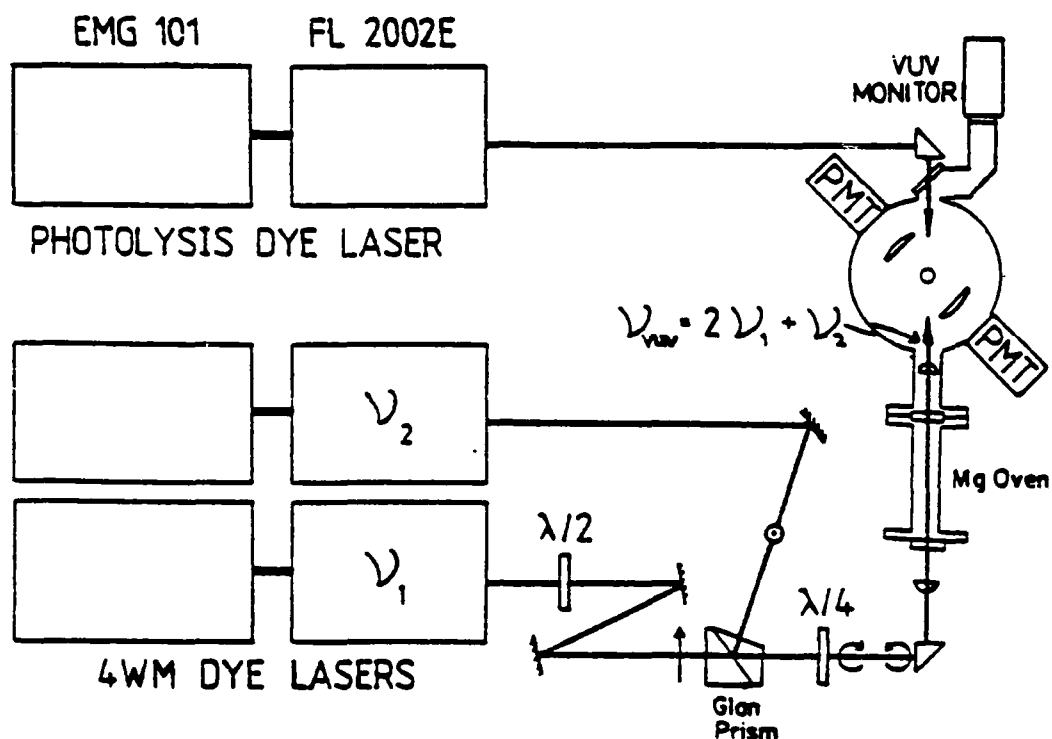 EMG 101
FL 2002E
VUV
MONITOR
PMT
PHOTOLYSIS DYE LASER
ν_vuv = 2ν₁ + ν₂
PMT
ν₂
Mg Oven
λ/2
ν₁
λ/4
4WM DYE LASERS
Glan
Prism